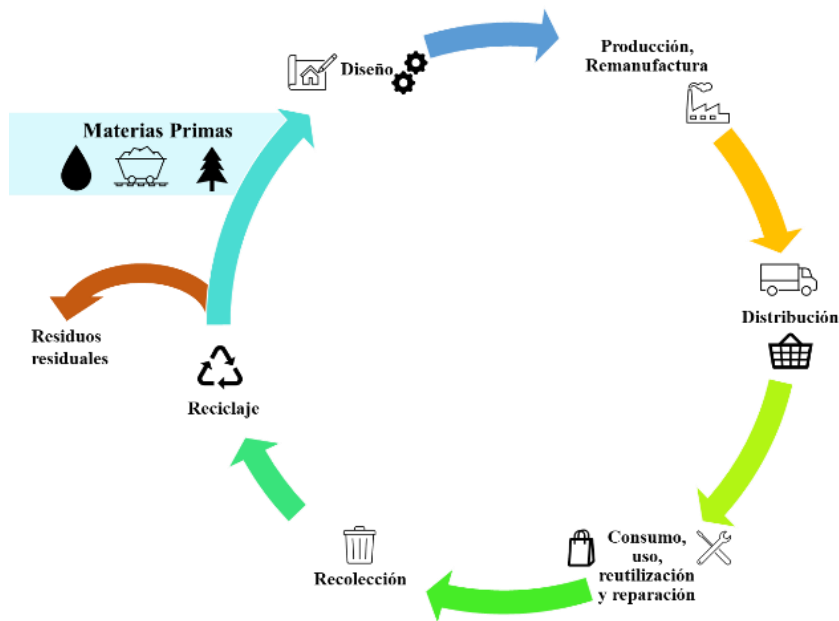 Diseño
Producción,
Remanufactura
Materias Primas
Distribución
Residuos
residuales
Reciclaje
Consumo,
uso,
reutilización
y reparación
Recolección